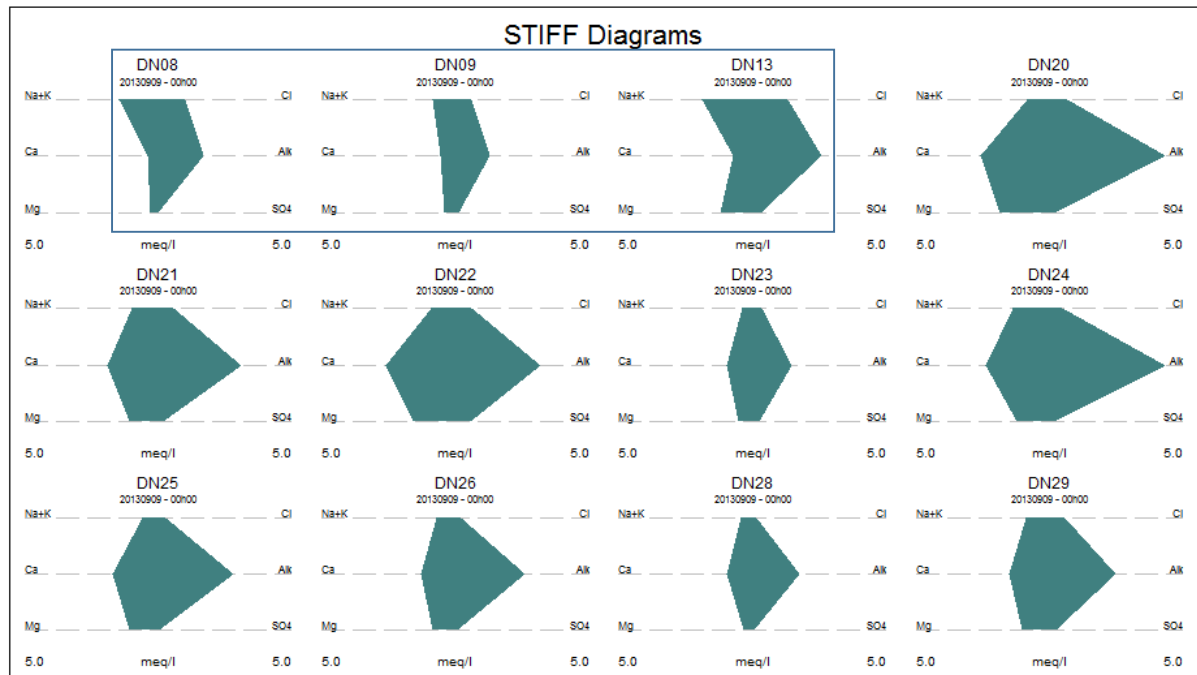 STIFF Diagrams
DN08 DN09 DN13 DN20
20130909 - 00h00 20130909 - 00h00 20130909 - 00h00 20130909 - 00h00
Na+K Cl Na+K Cl Na+K Cl Na+K Cl
Ca Alk Ca Alk Ca Alk Ca Alk
Mg SO4 Mg SO4 Mg SO4 Mg SO4
5.0 meq/l 5.0 5.0 meq/l 5.0 5.0 meq/l 5.0 5.0 meq/l 5.0
DN21 DN22 DN23 DN24
20130909 - 00h00 20130909 - 00h00 20130909 - 00h00 20130909 - 00h00
Na+K Cl Na+K Cl Na+K Cl Na+K Cl
Ca Alk Ca Alk Ca Alk Ca Alk
Mg SO4 Mg SO4 Mg SO4 Mg SO4
5.0 meq/l 5.0 5.0 meq/l 5.0 5.0 meq/l 5.0 5.0 meq/l 5.0
DN25 DN26 DN28 DN29
20130909 - 00h00 20130909 - 00h00 20130909 - 00h00 20130909 - 00h00
Na+K Cl Na+K Cl Na+K Cl Na+K Cl
Ca Alk Ca Alk Ca Alk Ca Alk
Mg SO4 Mg SO4 Mg SO4 Mg SO4
5.0 meq/l 5.0 5.0 meq/l 5.0 5.0 meq/l 5.0 5.0 meq/l 5.0